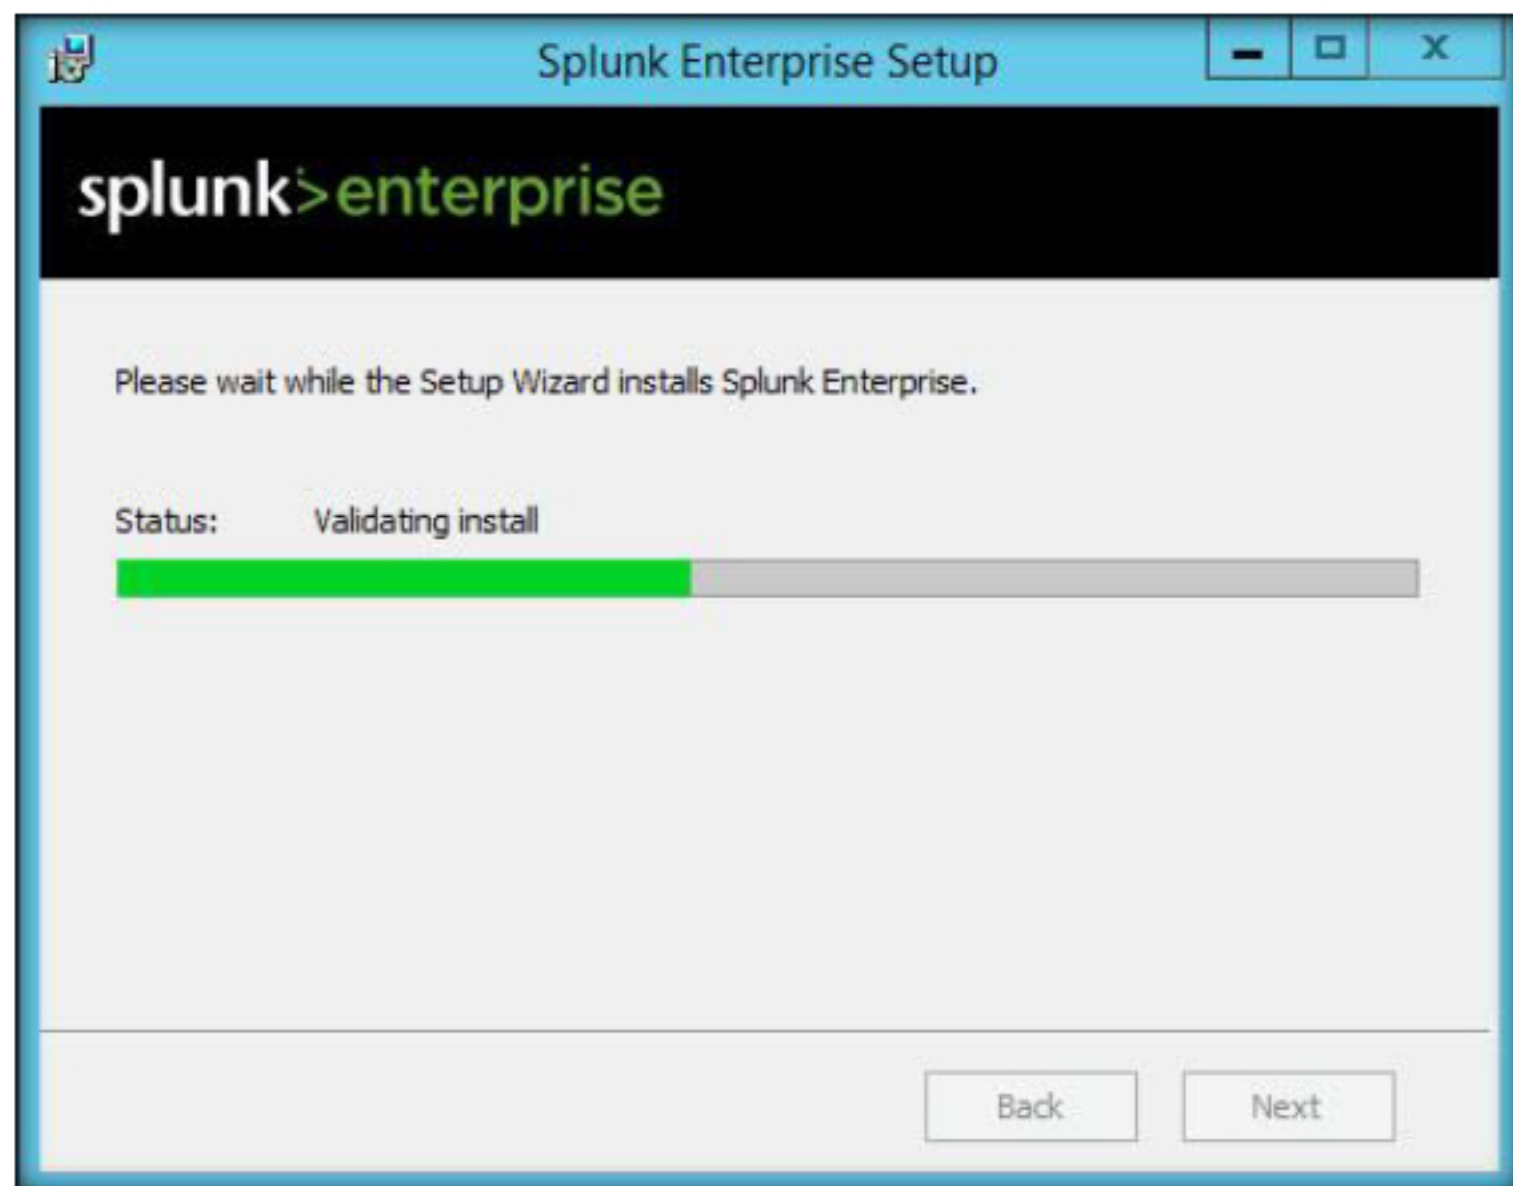 Splunk Enterprise Setup
splunk>enterprise
Please wait while the Setup Wizard installs Splunk Enterprise.
Status: Validating install
Back Next